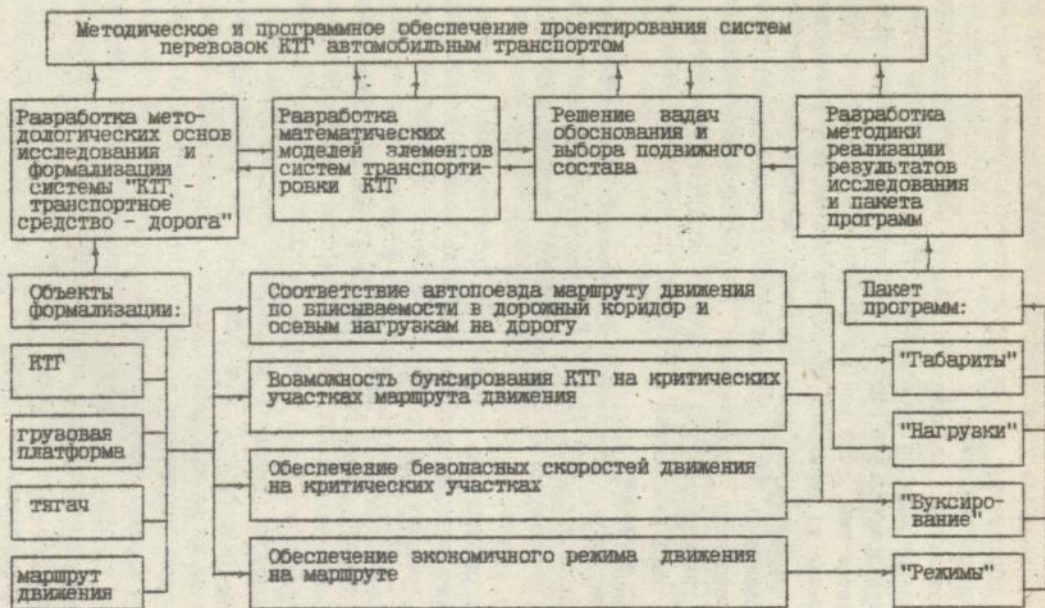 Методическое и программное обеспечение проектирования систем
перевозок КТГ автомобильным транспортом
Разработка мето-
дологических основ
исследования и
формализации
системы "КТГ -
транспортное
средство - дорога"
Разработка
математических
моделей элементов
систем транспорти-
ровки КТГ
Решение задач
обоснования и
выбора подвижного
состава
Разработка
методики
реализации
результатов
исследования
и пакета
программ
Объекты
формализации:
КТГ
грузовая
платформа
тягач
маршрут
движения
Соответствие автопоезда маршруту движения
по вписываемости в дорожный коридор и
осевым нагрузкам на дорогу
Возможность буксирования КТГ на критических
участках маршрута движения
Обеспечение безопасных скоростей движения
на критических участках
Обеспечение экономичного режима движения
на маршруте
Пакет
программ:
"Габариты"
"Нагрузки"
"Буксиро-
вание"
"Режимы"